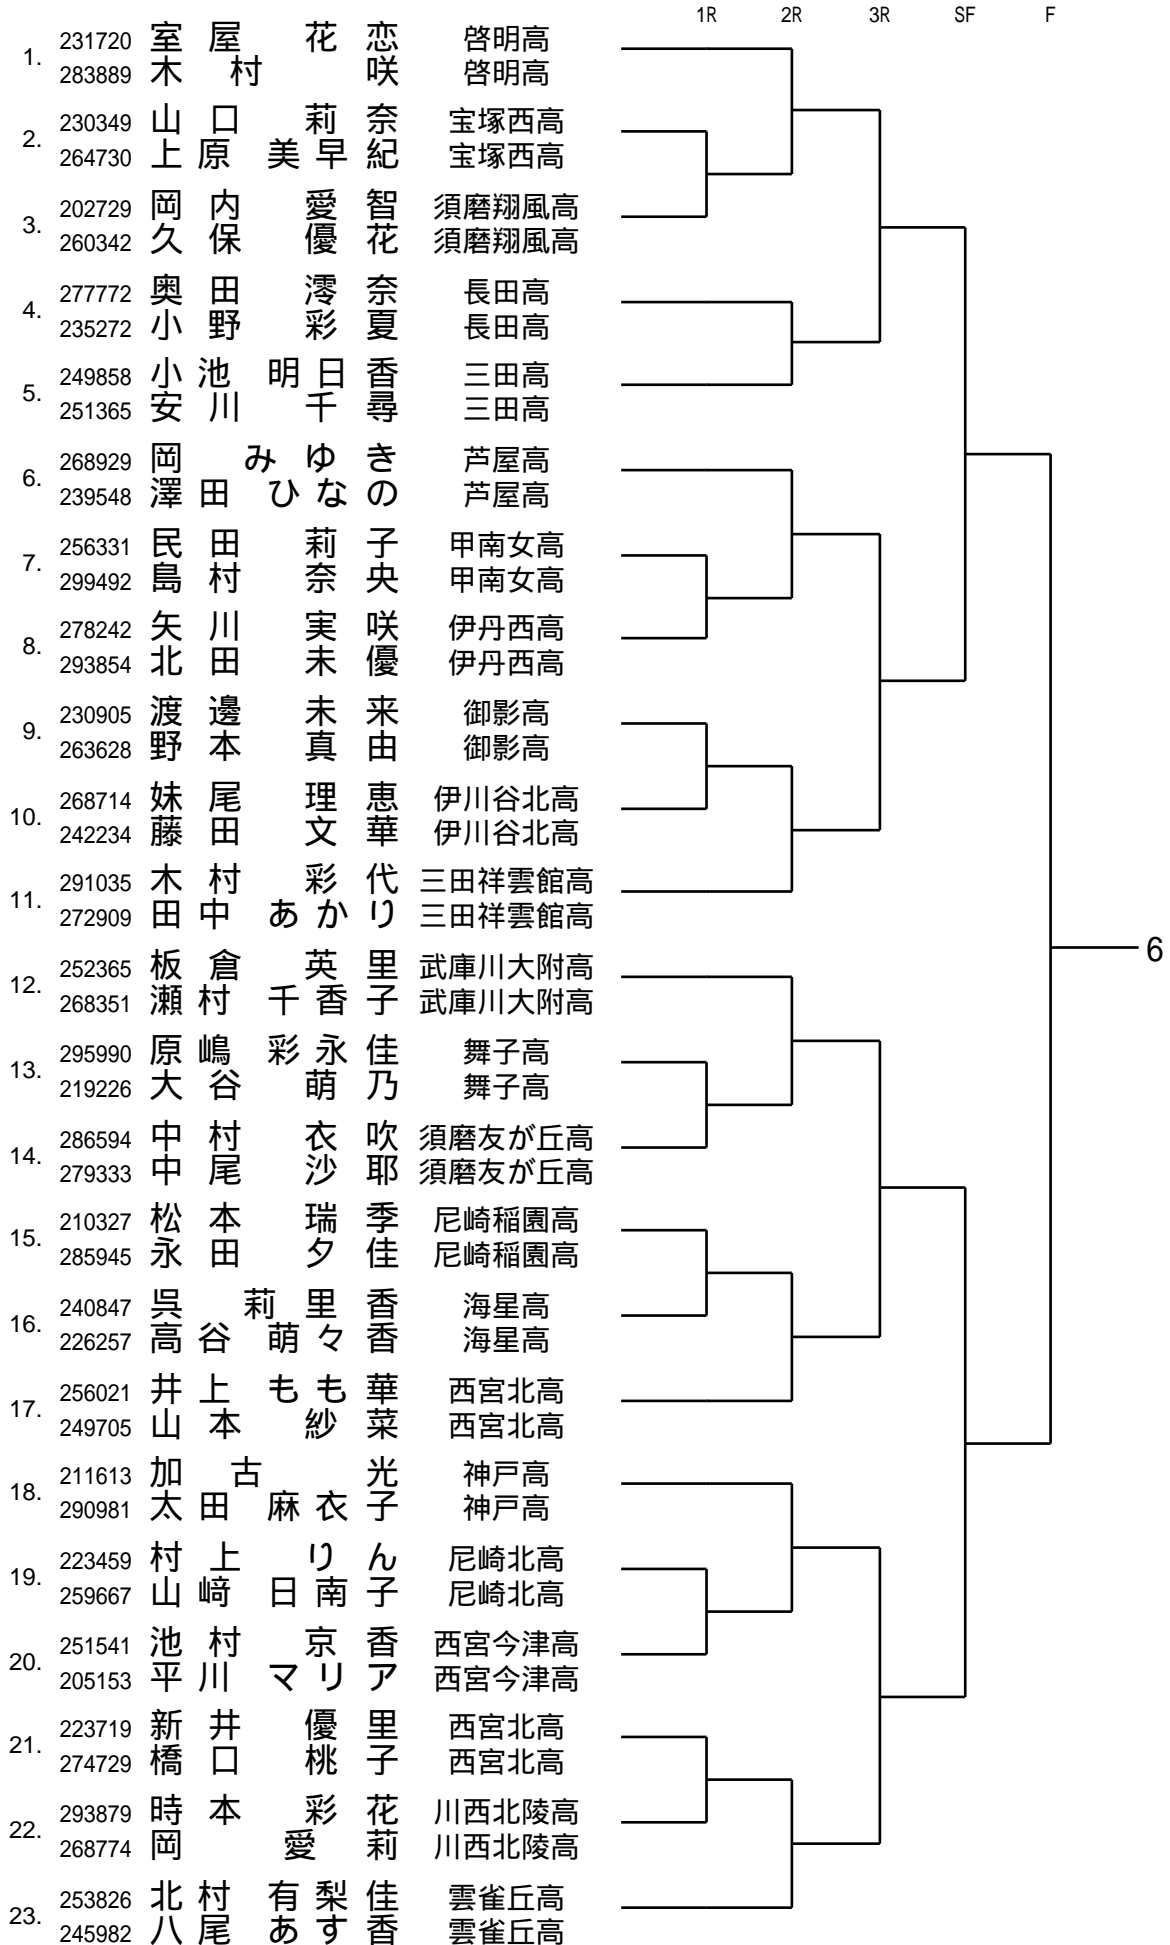 1R 2R 3R SF F
1. 231720 室屋 花恋 啓明高
283889 木村 咲 啓明高
2. 230349 山口 莉奈 宝塚西高
264730 上原 美早紀 宝塚西高
3. 202729 岡内 愛智 須磨翔風高
260342 久保 優花 須磨翔風高
4. 277772 奥田 澪奈 長田高
235272 小野 彩夏 長田高
5. 249858 小池 明日香 三田高
251365 安川 千尋 三田高
6. 268929 岡 みゆき 芦屋高
239548 澤田 ひなの 芦屋高
7. 256331 民田 莉子 甲南女高
299492 島村 奈央 甲南女高
8. 278242 矢川 実咲 伊丹西高
293854 北田 未優 伊丹西高
9. 230905 渡邊 未来 御影高
263628 野本 真由 御影高
10. 268714 妹尾 理恵 伊川谷北高
242234 藤田 文華 伊川谷北高
11. 291035 木村 彩代 三田祥雲館高
272909 田中 あかり 三田祥雲館高
6
12. 252365 板倉 英里 武庫川大附高
268351 瀬村 千香子 武庫川大附高
13. 295990 原嶋 彩永佳 舞子高
219226 大谷 萌乃 舞子高
14. 286594 中村 衣吹 須磨友が丘高
279333 中尾 沙耶 須磨友が丘高
15. 210327 松本 瑞季 尼崎稲園高
285945 永田 夕佳 尼崎稲園高
16. 240847 呉 莉里香 海星高
226257 高谷 萌々香 海星高
17. 256021 井上 もも華 西宮北高
249705 山本 紗菜 西宮北高
18. 211613 加古 光 神戸高
290981 太田 麻衣子 神戸高
19. 223459 村上 りん 尼崎北高
259667 山﨑 日南子 尼崎北高
20. 251541 池村 京香 西宮今津高
205153 平川 マリア 西宮今津高
21. 223719 新井 優里 西宮北高
274729 橋口 桃子 西宮北高
22. 293879 時本 彩花 川西北陵高
268774 岡 愛莉 川西北陵高
23. 253826 北村 有梨佳 雲雀丘高
245982 八尾 あす香 雲雀丘高